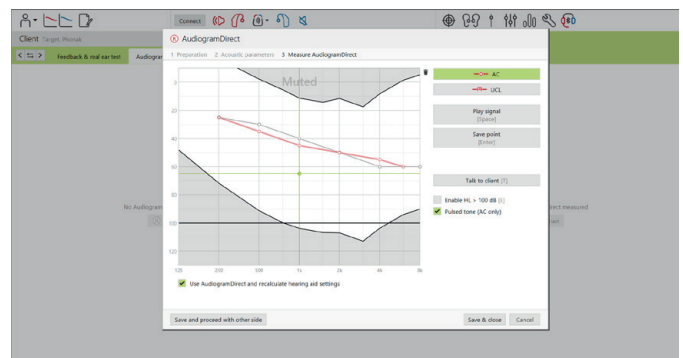 Connect
Client Target: Phonak
Feedback & real ear test
Audiogram
AudiogramDirect
1 Preparation 2 Acoustic parameters 3 Measure AudiogramDirect
Muted
0
20
40
60
80
100
120
125
250
500
1k
2k
4k
8k
AC
UCL
Play signal
[Space]
Save point
[Enter]
Talk to client [T]
Enable HL > 100 dB [E]
Pulsed tone (AC only)
No Audiogram
direct measured
Use AudiogramDirect and recalculate hearing aid settings
Save and proceed with other side
Save & close
Cancel